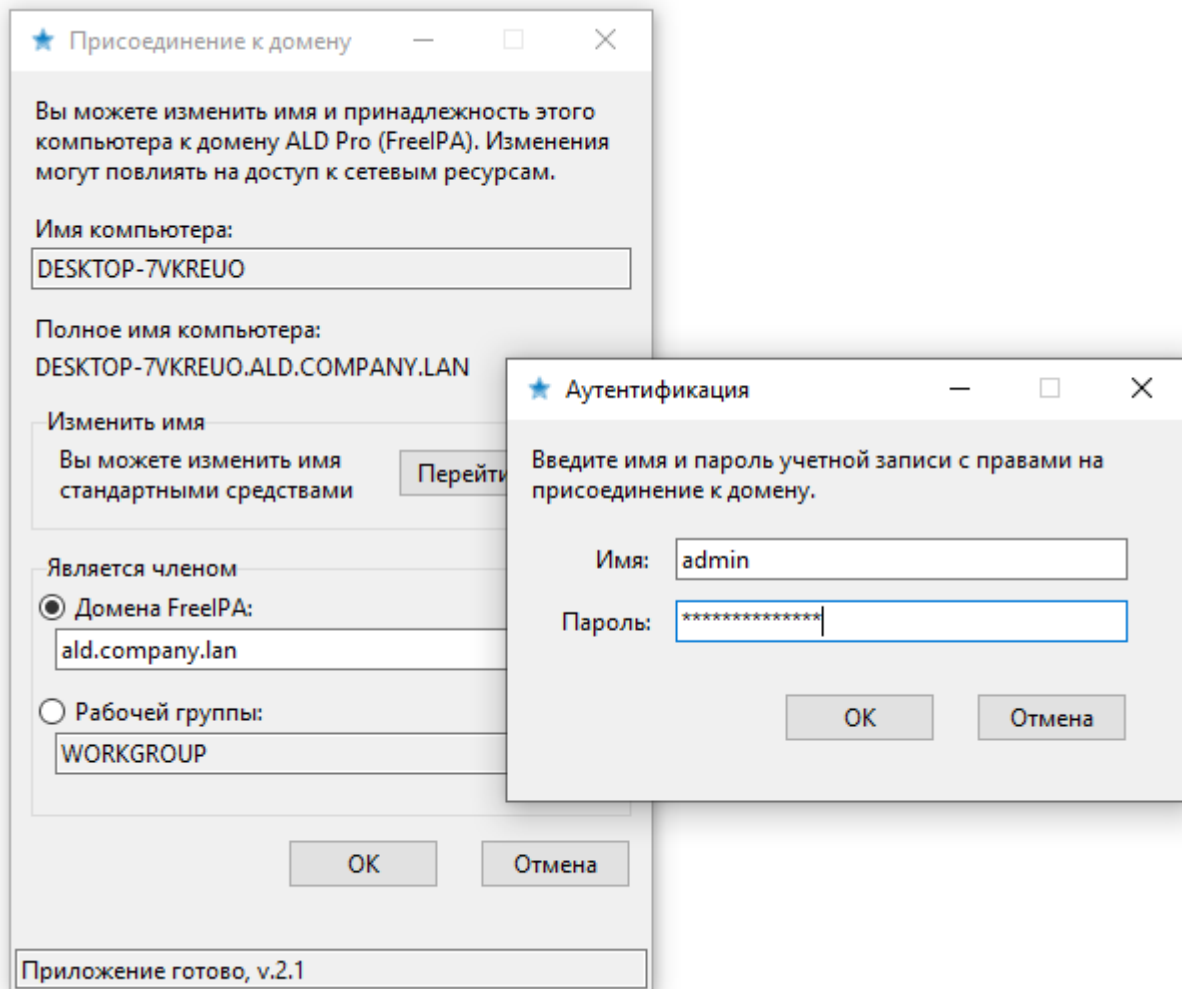 Присоединение к домену
Вы можете изменить имя и принадлежность этого
компьютера к домену ALD Pro (FreeIPA). Изменения
могут повлиять на доступ к сетевым ресурсам.
Имя компьютера:
DESKTOP-7VKREUO
Полное имя компьютера:
DESKTOP-7VKREUO.ALD.COMPANY.LAN
Изменить имя
Вы можете изменить имя
стандартными средствами
Перейти
Является членом
Домена FreeIPA:
ald.company.lan
Рабочей группы:
WORKGROUP
ОК
Отмена
Приложение готово, v.2.1
Аутентификация
Введите имя и пароль учетной записи с правами на
присоединение к домену.
Имя: admin
Пароль: **************
ОК
Отмена